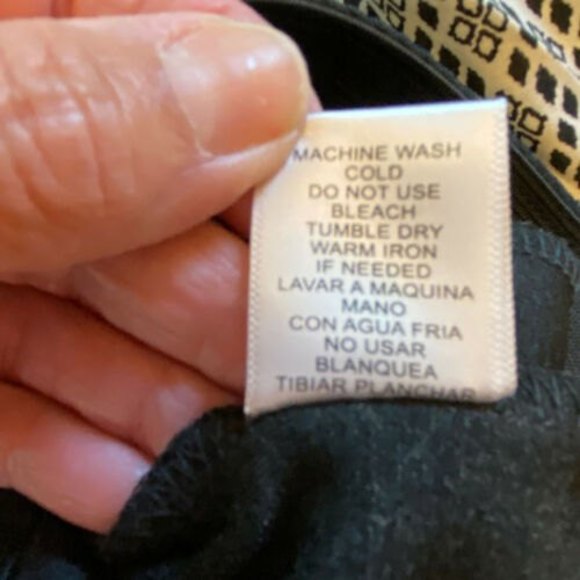 MACHINE WASH
COLD
DO NOT USE
BLEACH
TUMBLE DRY
WARM IRON
IF NEEDED
LAVAR A MAQUINA
MANO
CON AGUA FRIA
NO USAR
BLANQUEA
TIBIAR PLANCHAR